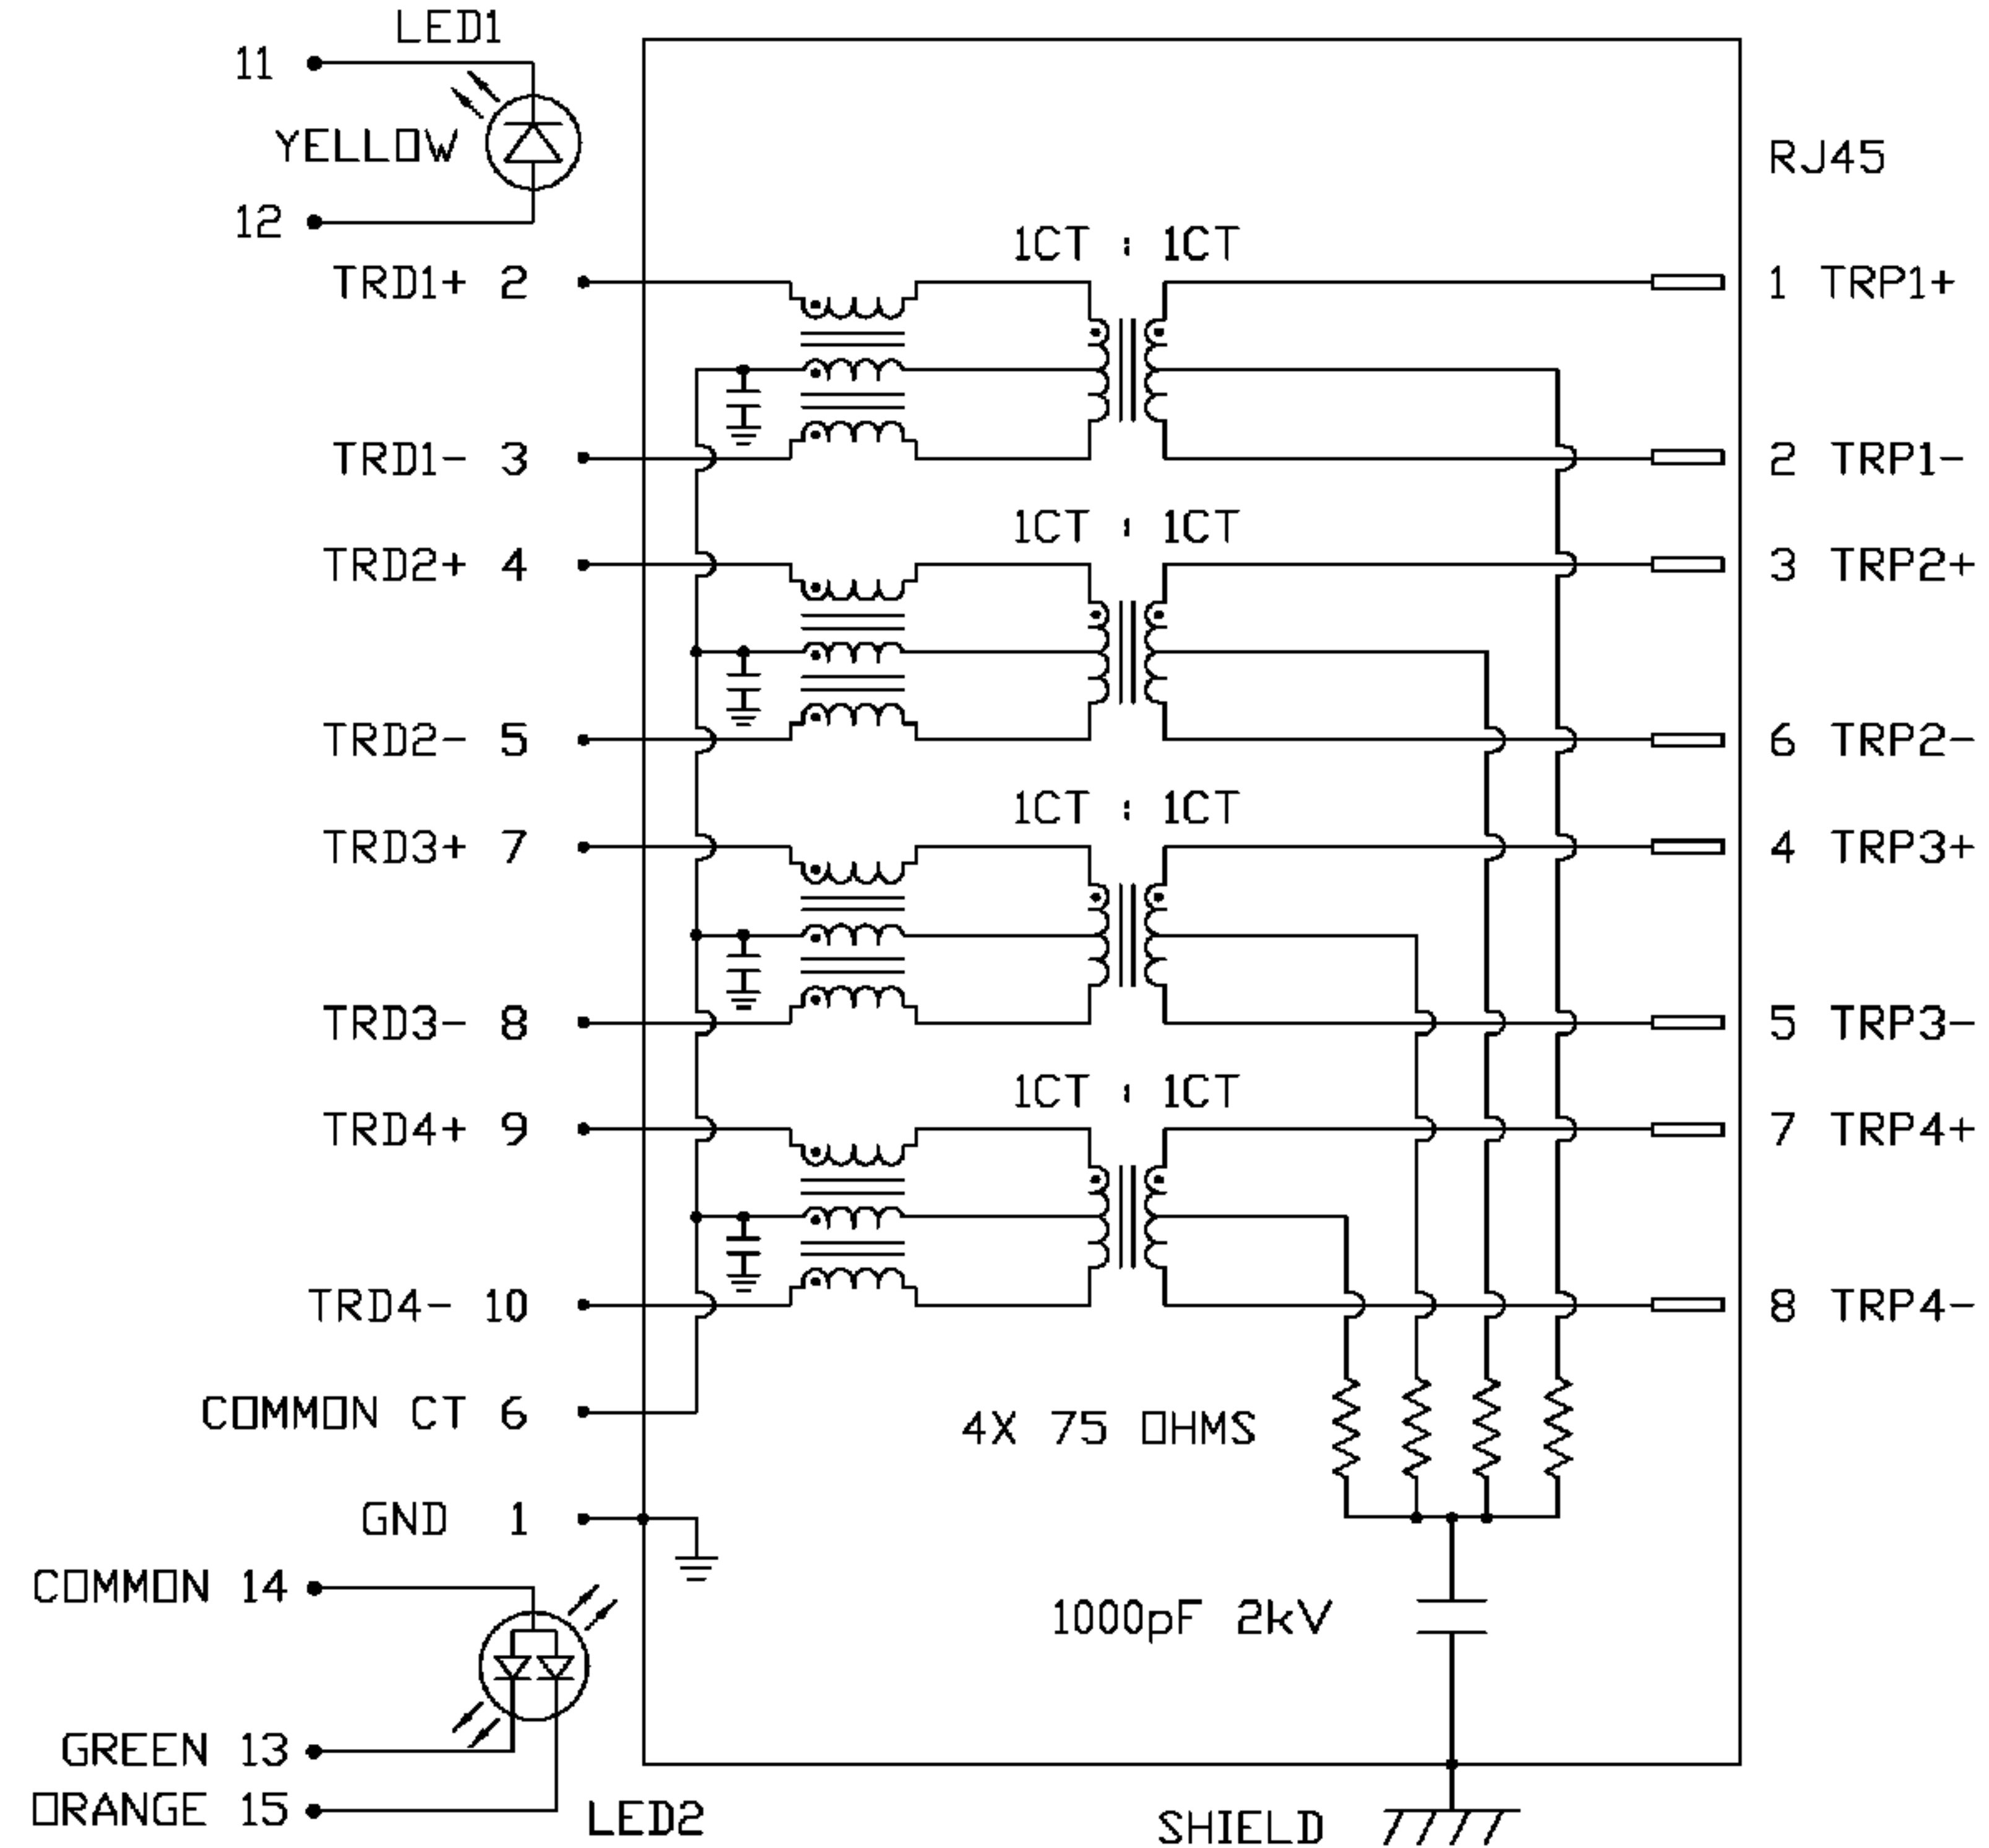 LED1
11
YELLOW
12
RJ45
1CT : 1CT
TRD1+ 2
1 TRP1+
TRD1- 3
2 TRP1-
1CT : 1CT
TRD2+ 4
3 TRP2+
TRD2- 5
6 TRP2-
1CT : 1CT
TRD3+ 7
4 TRP3+
TRD3- 8
5 TRP3-
1CT : 1CT
TRD4+ 9
7 TRP4+
TRD4- 10
8 TRP4-
COMMON CT 6
4X 75 OHMS
GND 1
COMMON 14
1000pF 2kV
GREEN 13
ORANGE 15
LED2
SHIELD